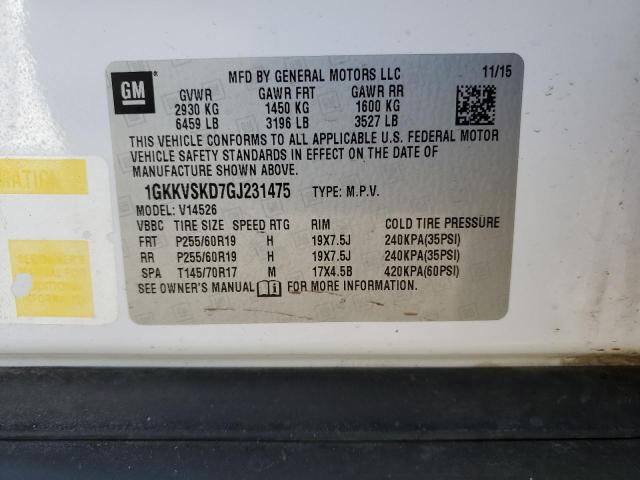 GM
MFD BY GENERAL MOTORS LLC 11/15
GVWR GAWR FRT GAWR RR
2930 KG 1450 KG 1600 KG
6459 LB 3196 LB 3527 LB
THIS VEHICLE CONFORMS TO ALL APPLICABLE U.S. FEDERAL MOTOR
VEHICLE SAFETY STANDARDS IN EFFECT ON THE DATE OF
MANUFACTURE SHOWN ABOVE.
1GKKVSKD7GJ231475 TYPE: M.P.V.
MODEL: V14526
VBBC TIRE SIZE SPEED RTG RIM COLD TIRE PRESSURE
FRT P255/60R19 H 19X7.5J 240KPA(35PSI)
RR P255/60R19 H 19X7.5J 240KPA(35PSI)
SPA T145/70R17 M 17X4.5B 420KPA(60PSI)
SEE OWNER'S MANUAL FOR MORE INFORMATION.